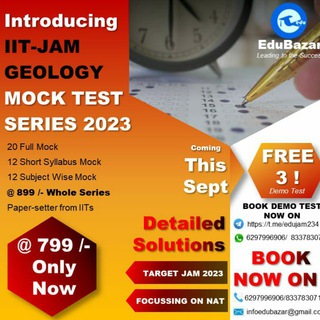 Introducing
IIT-JAM
GEOLOGY
MOCK TEST
SERIES 2023
20 Full Mock
12 Short Syllabus Mock
12 Subject Wise Mock
@ 899 /- Whole Series
Paper-setter from IITs
@ 799 /-
Only
Now
EduBazar
Leading to the Success
Coming
This
Sept
FREE
3 !
Demo Test
Detailed
Solutions
TARGET JAM 2023
FOCUSSING ON NAT
BOOK DEMO TEST
NOW ON
https://t.me/edujam234
6297996906/ 833783071
BOOK
NOW ON
6297996906/833783071
infoedubazar@gmail.co